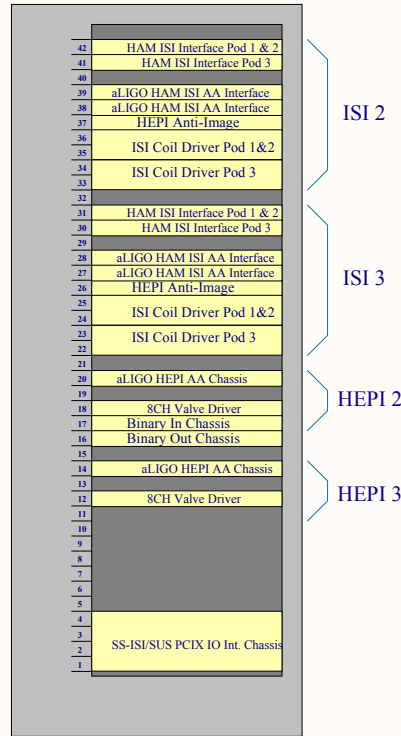 42 HAM ISI Interface Pod 1 & 2
41 HAM ISI Interface Pod 3
40
39 aLIGO HAM ISI AA Interface
38 aLIGO HAM ISI AA Interface
37 HEPI Anti-Image
36
35 ISI Coil Driver Pod 1&2
34
33 ISI Coil Driver Pod 3
ISI 2
32
31 HAM ISI Interface Pod 1 & 2
30 HAM ISI Interface Pod 3
29
28 aLIGO HAM ISI AA Interface
27 aLIGO HAM ISI AA Interface
26 HEPI Anti-Image
25
24 ISI Coil Driver Pod 1&2
23
22 ISI Coil Driver Pod 3
ISI 3
21
20 aLIGO HEPI AA Chassis
19
18 8CH Valve Driver
17 Binary In Chassis
HEPI 2
16 Binary Out Chassis
15
14 aLIGO HEPI AA Chassis
13
12 8CH Valve Driver
11
HEPI 3
10
9
8
7
6
5
4
3
2 SS-ISI/SUS PCIX IO Int. Chassis
1